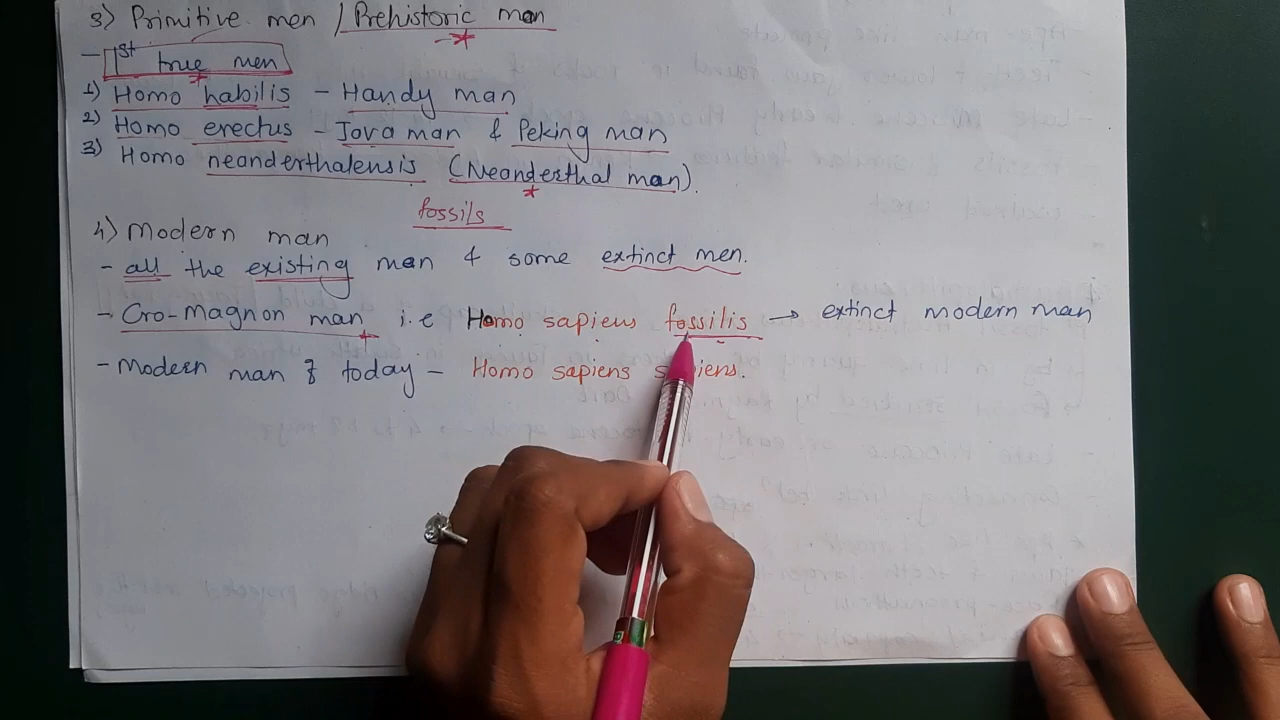 3) Primitive men / Prehistoric man
- 1st true men
1) Homo habilis - Handy man
2) Homo erectus - Java man & Peking man
3) Homo neanderthalensis (Neanderthal man).
fossils
4) Modern man
- all the existing man & some extinct men.
- Cro-Magnon man i.e Homo sapiens fossilis → extinct modern man
- Modern man of today - Homo sapiens sapiens.